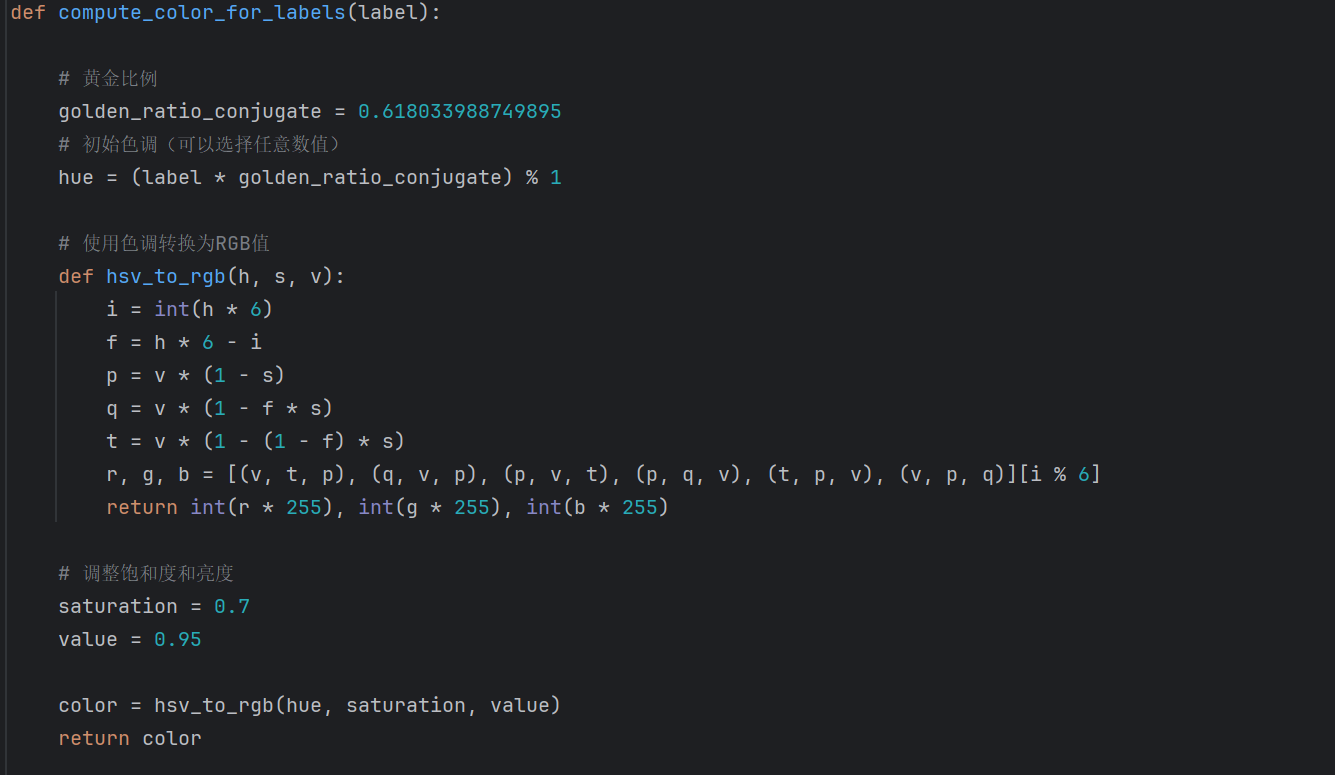 def compute_color_for_labels(label):
# 黄金比例
golden_ratio_conjugate = 0.618033988749895
# 初始色调（可以选择任意数值）
hue = (label * golden_ratio_conjugate) % 1
# 使用色调转换为RGB值
def hsv_to_rgb(h, s, v):
i = int(h * 6)
f = h * 6 - i
p = v * (1 - s)
q = v * (1 - f * s)
t = v * (1 - (1 - f) * s)
r, g, b = [(v, t, p), (q, v, p), (p, v, t), (p, q, v), (t, p, v), (v, p, q)][i % 6]
return int(r * 255), int(g * 255), int(b * 255)
# 调整饱和度和亮度
saturation = 0.7
value = 0.95
color = hsv_to_rgb(hue, saturation, value)
return color